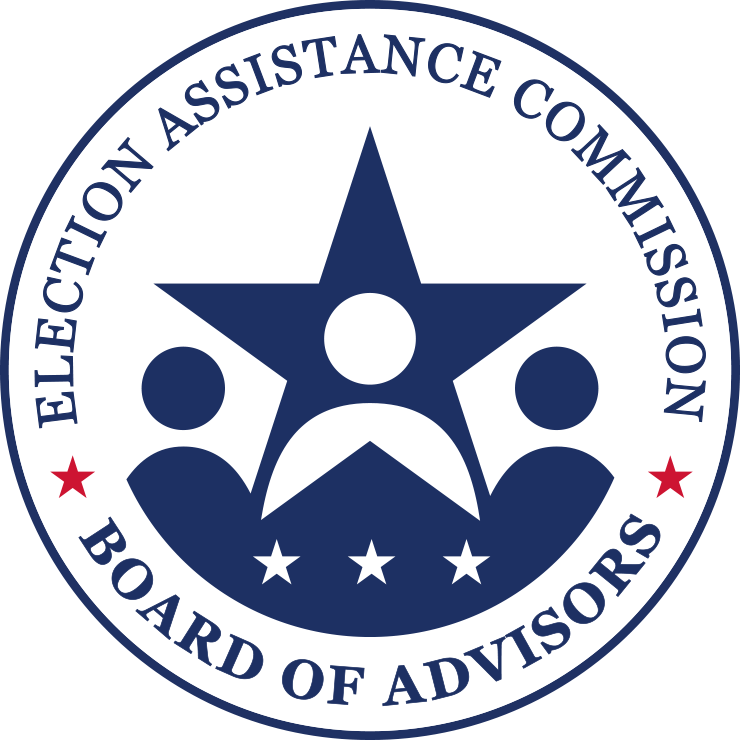 ELECTION ASSISTANCE COMMISSION
BOARD OF ADVISORS